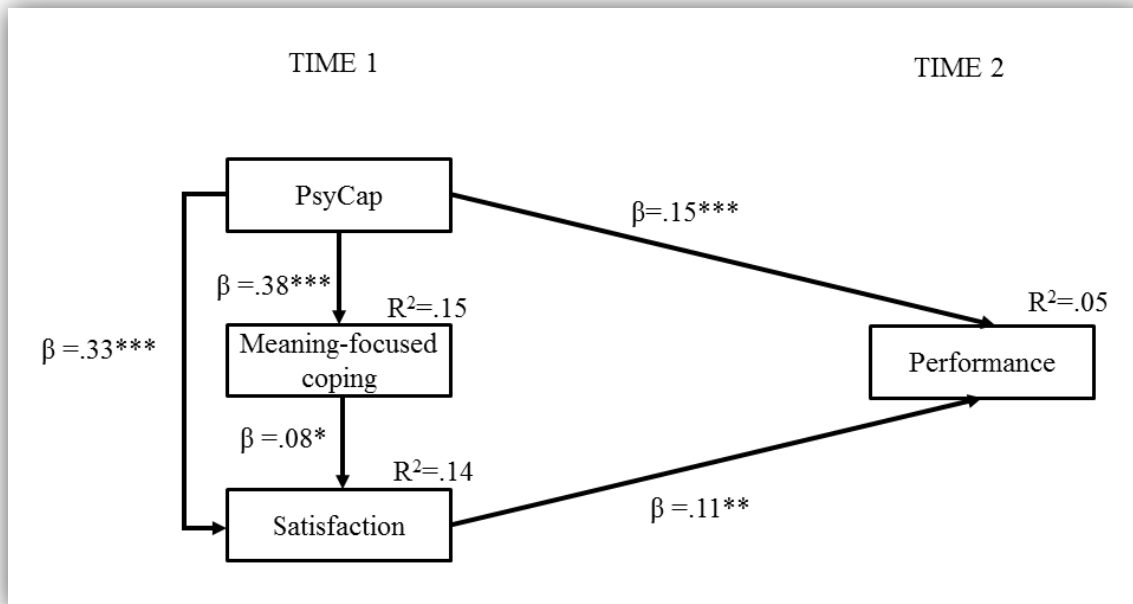 TIME 1
TIME 2
PsyCap
β=.15***
β =.38***
R²=.15
R²=.05
β =.33***
Meaning-focused
coping
Performance
β =.08*
R²=.14
Satisfaction
β =.11**